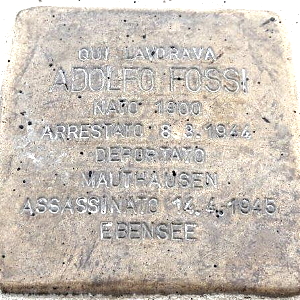 QUI LAVORAVA
ADOLFO FOSSI
NATO 1900
ARRESTATO 8.3.1944
DEPORTATO
MAUTHAUSEN
ASSASSINATO 14.4.1945
EBENSEE